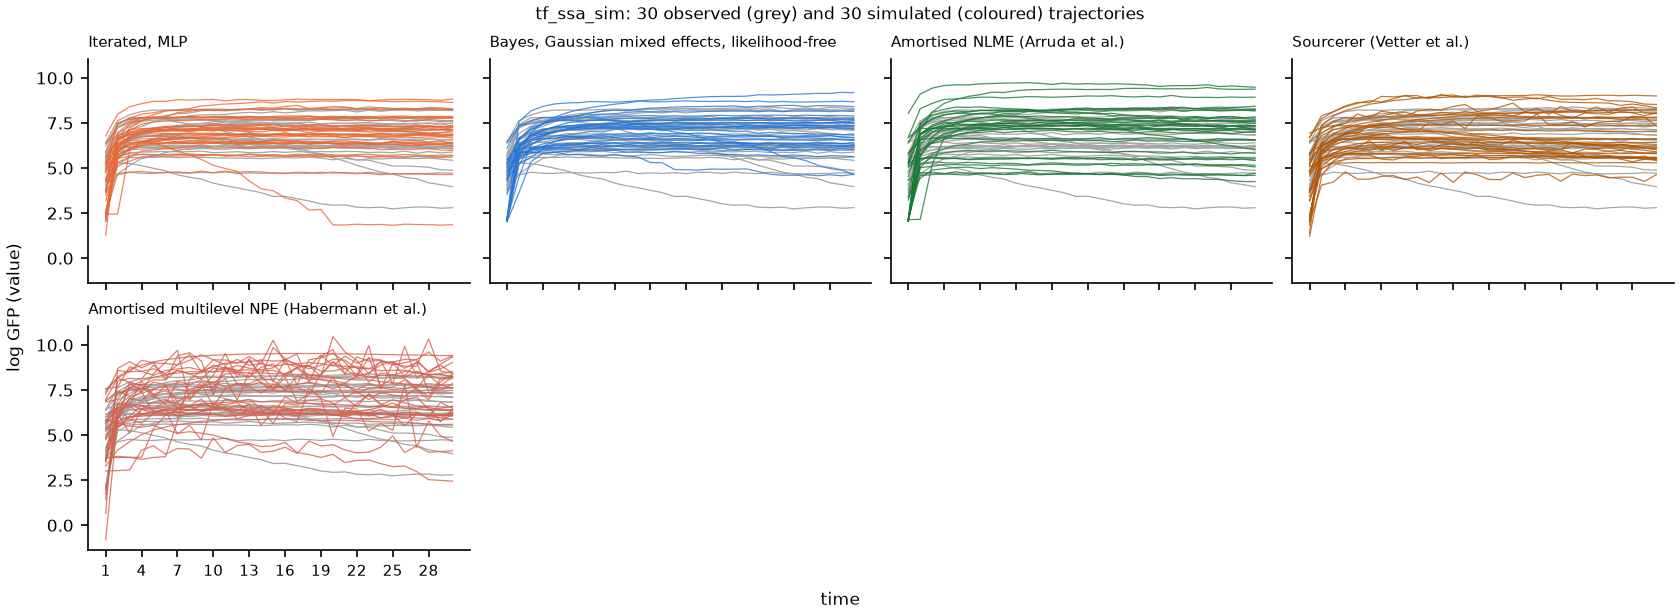 tf_ssa_sim: 30 observed (grey) and 30 simulated (coloured) trajectories
Iterated, MLP
Bayes, Gaussian mixed effects, likelihood-free
Amortised NLME (Arruda et al.)
Sourcerer (Vetter et al.)
10.0
7.5
5.0
2.5
0.0
Amortised multilevel NPE (Habermann et al.)
10.0
7.5
5.0
2.5
0.0
1 4 7 10 13 16 19 22 25 28
log GFP (value)
time